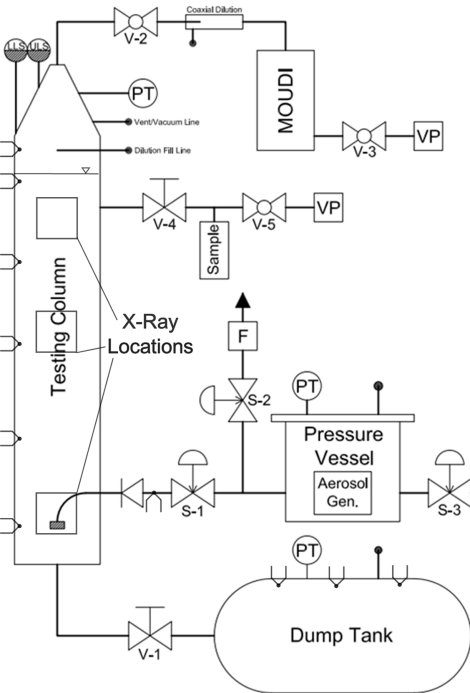 Coaxial Dilution
LLS
ULS
V-2
PT
MOUDI
Vent/Vacuum Line
VP
V-3
Dilution Fill Line
V-4
Sample
V-5
VP
Testing Column
X-Ray
Locations
F
S-2
PT
Pressure
Vessel
Aerosol
Gen.
S-1
S-3
PT
Dump Tank
V-1